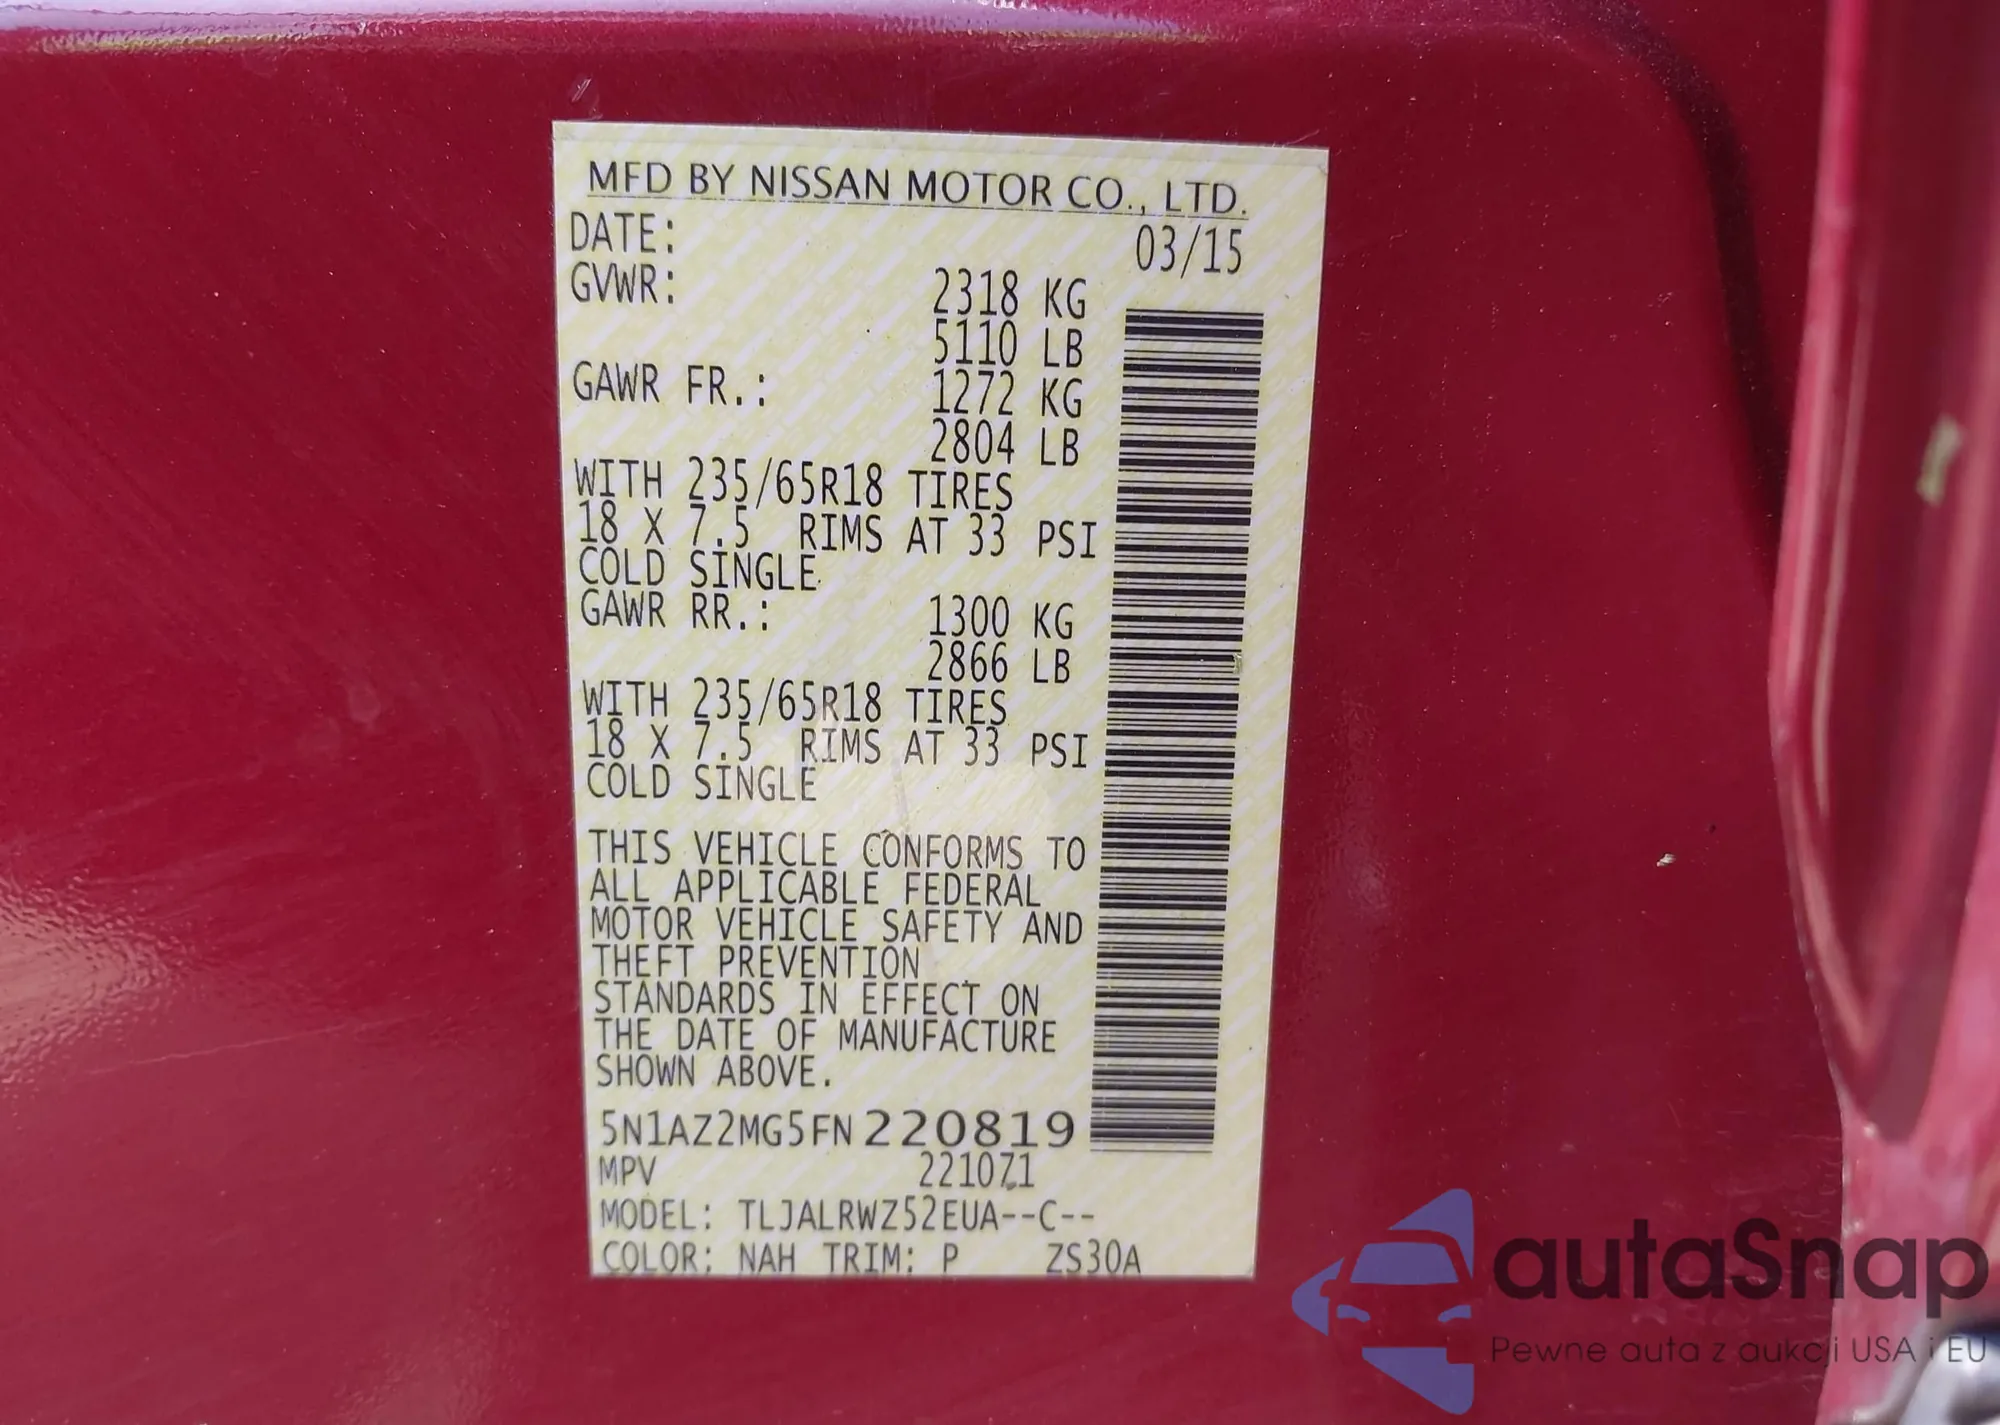 MFD BY NISSAN MOTOR CO., LTD.
DATE: 03/15
GVWR: 2318 KG
5110 LB
GAWR FR.: 1272 KG
2804 LB
WITH 235/65R18 TIRES
18 X 7.5 RIMS AT 33 PSI
COLD SINGLE
GAWR RR.: 1300 KG
2866 LB
WITH 235/65R18 TIRES
18 X 7.5 RIMS AT 33 PSI
COLD SINGLE
THIS VEHICLE CONFORMS TO
ALL APPLICABLE FEDERAL
MOTOR VEHICLE SAFETY AND
THEFT PREVENTION
STANDARDS IN EFFECT ON
THE DATE OF MANUFACTURE
SHOWN ABOVE.
5N1AZ2MG5FN220819
MPV 221071
MODEL: TLJALRWZ52EUA--C--
COLOR: NAH TRIM: P ZS30A
autaSnap
Pewne auta z aukcji USA i EU